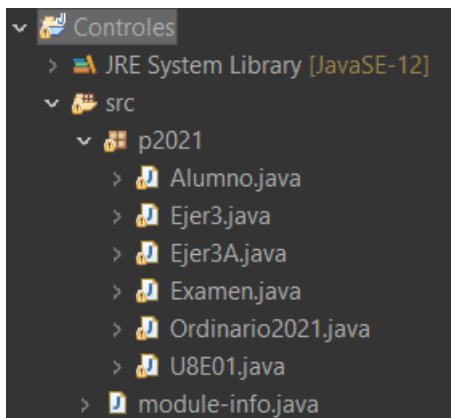 Controles
JRE System Library [JavaSE-12]
src
p2021
Alumno.java
Ejer3.java
Ejer3A.java
Examen.java
Ordinario2021.java
U8E01.java
module-info.java